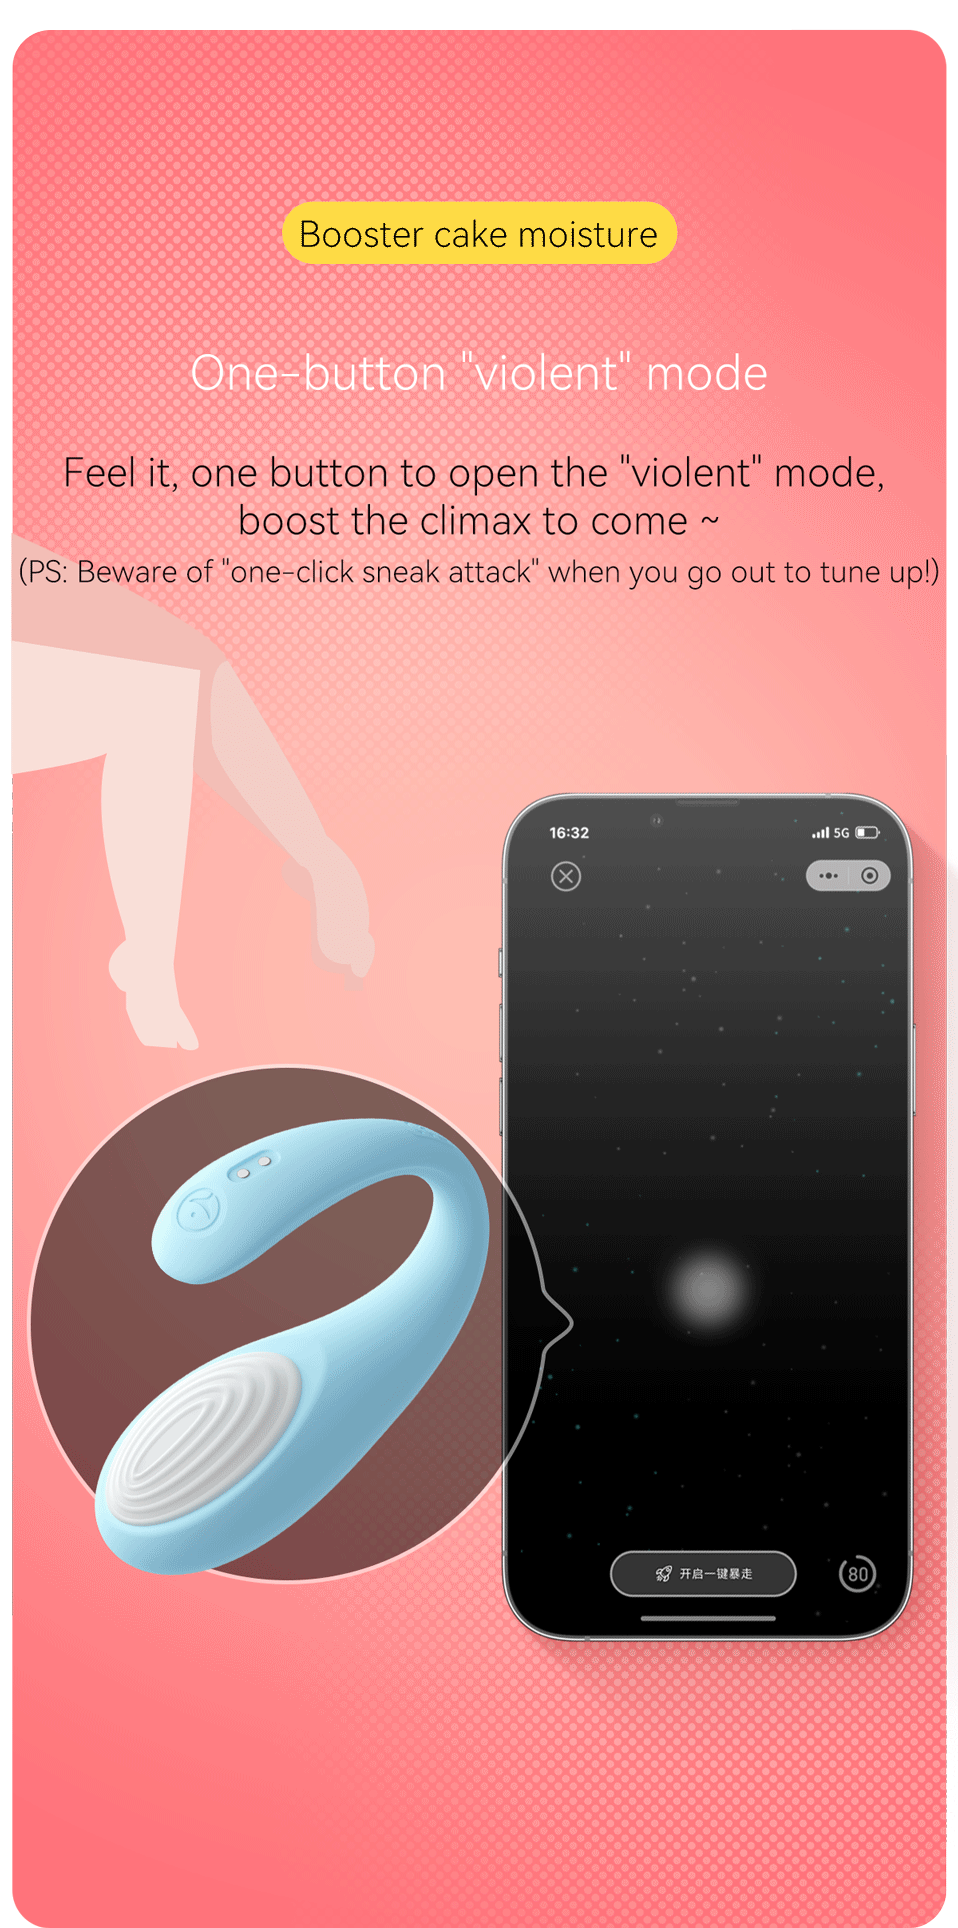 Booster cake moisture
One-button "violent" mode
Feel it, one button to open the "violent" mode,
boost the climax to come ~
(PS: Beware of "one-click sneak attack" when you go out to tune up!)
16:32
5G
开启一键暴走
80